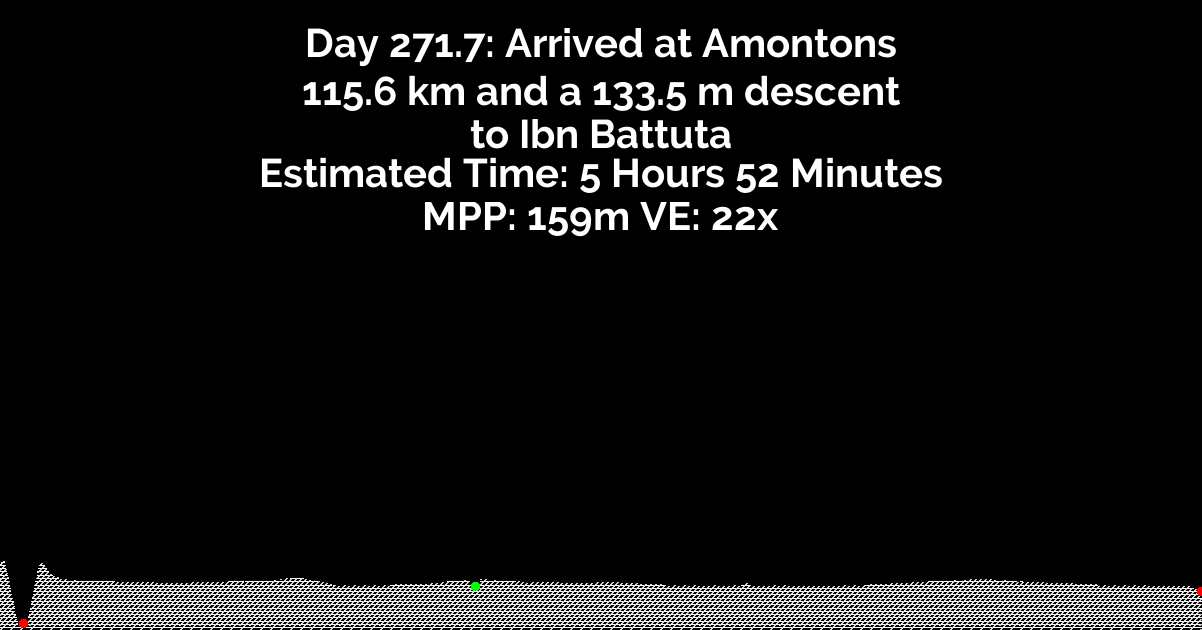 Day 271.7: Arrived at Amontons
115.6 km and a 133.5 m descent
to Ibn Battuta
Estimated Time: 5 Hours 52 Minutes
MPP: 159m VE: 22x